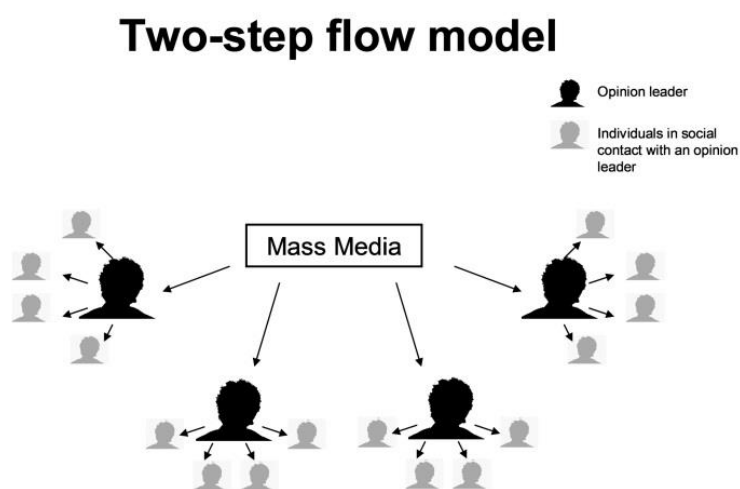 Two-step flow model
Opinion leader
Individuals in social
contact with an opinion
leader
Mass Media